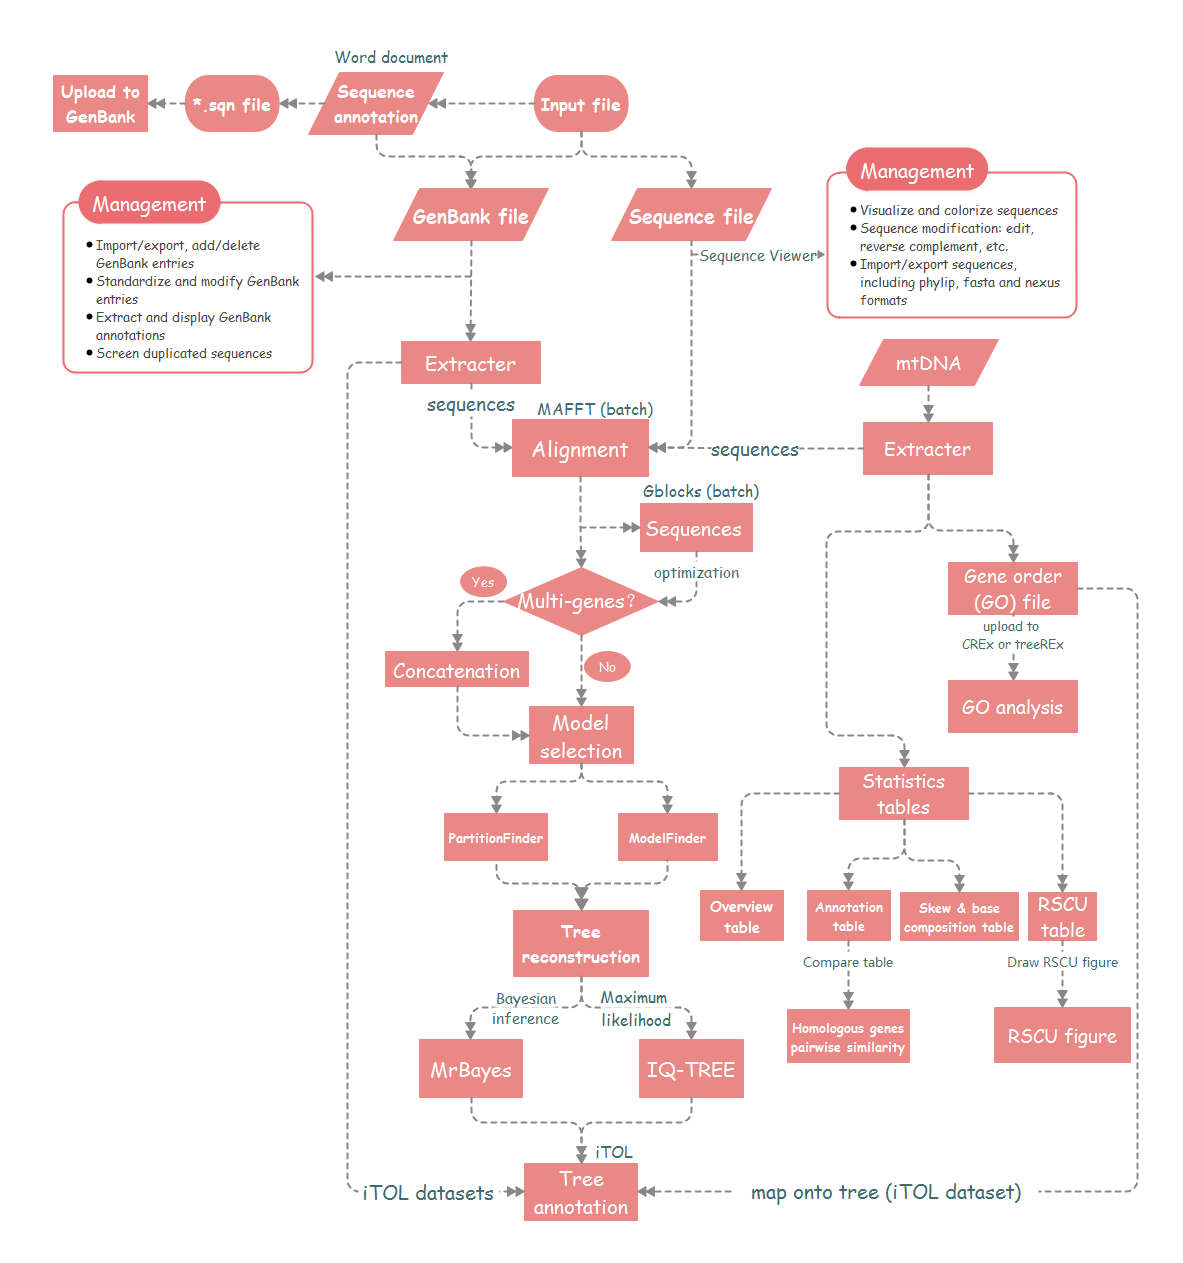 Word document
Upload to
GenBank
*.sqn file
Sequence
annotation
Input file
Management
Import/export, add/delete
GenBank entries
Standardize and modify GenBank
entries
Extract and display GenBank
annotations
Screen duplicated sequences
GenBank file
Sequence file
Sequence Viewer
Management
Visualize and colorize sequences
Sequence modification: edit,
reverse complement, etc.
Import/export sequences,
including phylip, fasta and nexus
formats
Extracter
sequences
MAFFT (batch)
Alignment
sequences
mtDNA
Extracter
Gblocks (batch)
Sequences
optimization
Yes
Multi-genes?
No
Concatenation
Model
selection
Gene order
(GO) file
upload to
CREx or treeREx
GO analysis
Statistics
tables
PartitionFinder
ModelFinder
Overview
table
Annotation
table
Skew & base
composition table
RSCU
table
Tree
reconstruction
Compare table
Draw RSCU figure
Bayesian
inference
Maximum
likelihood
Homologous genes
pairwise similarity
RSCU figure
MrBayes
IQ-TREE
iTOL
Tree
annotation
iTOL datasets
map onto tree (iTOL dataset)